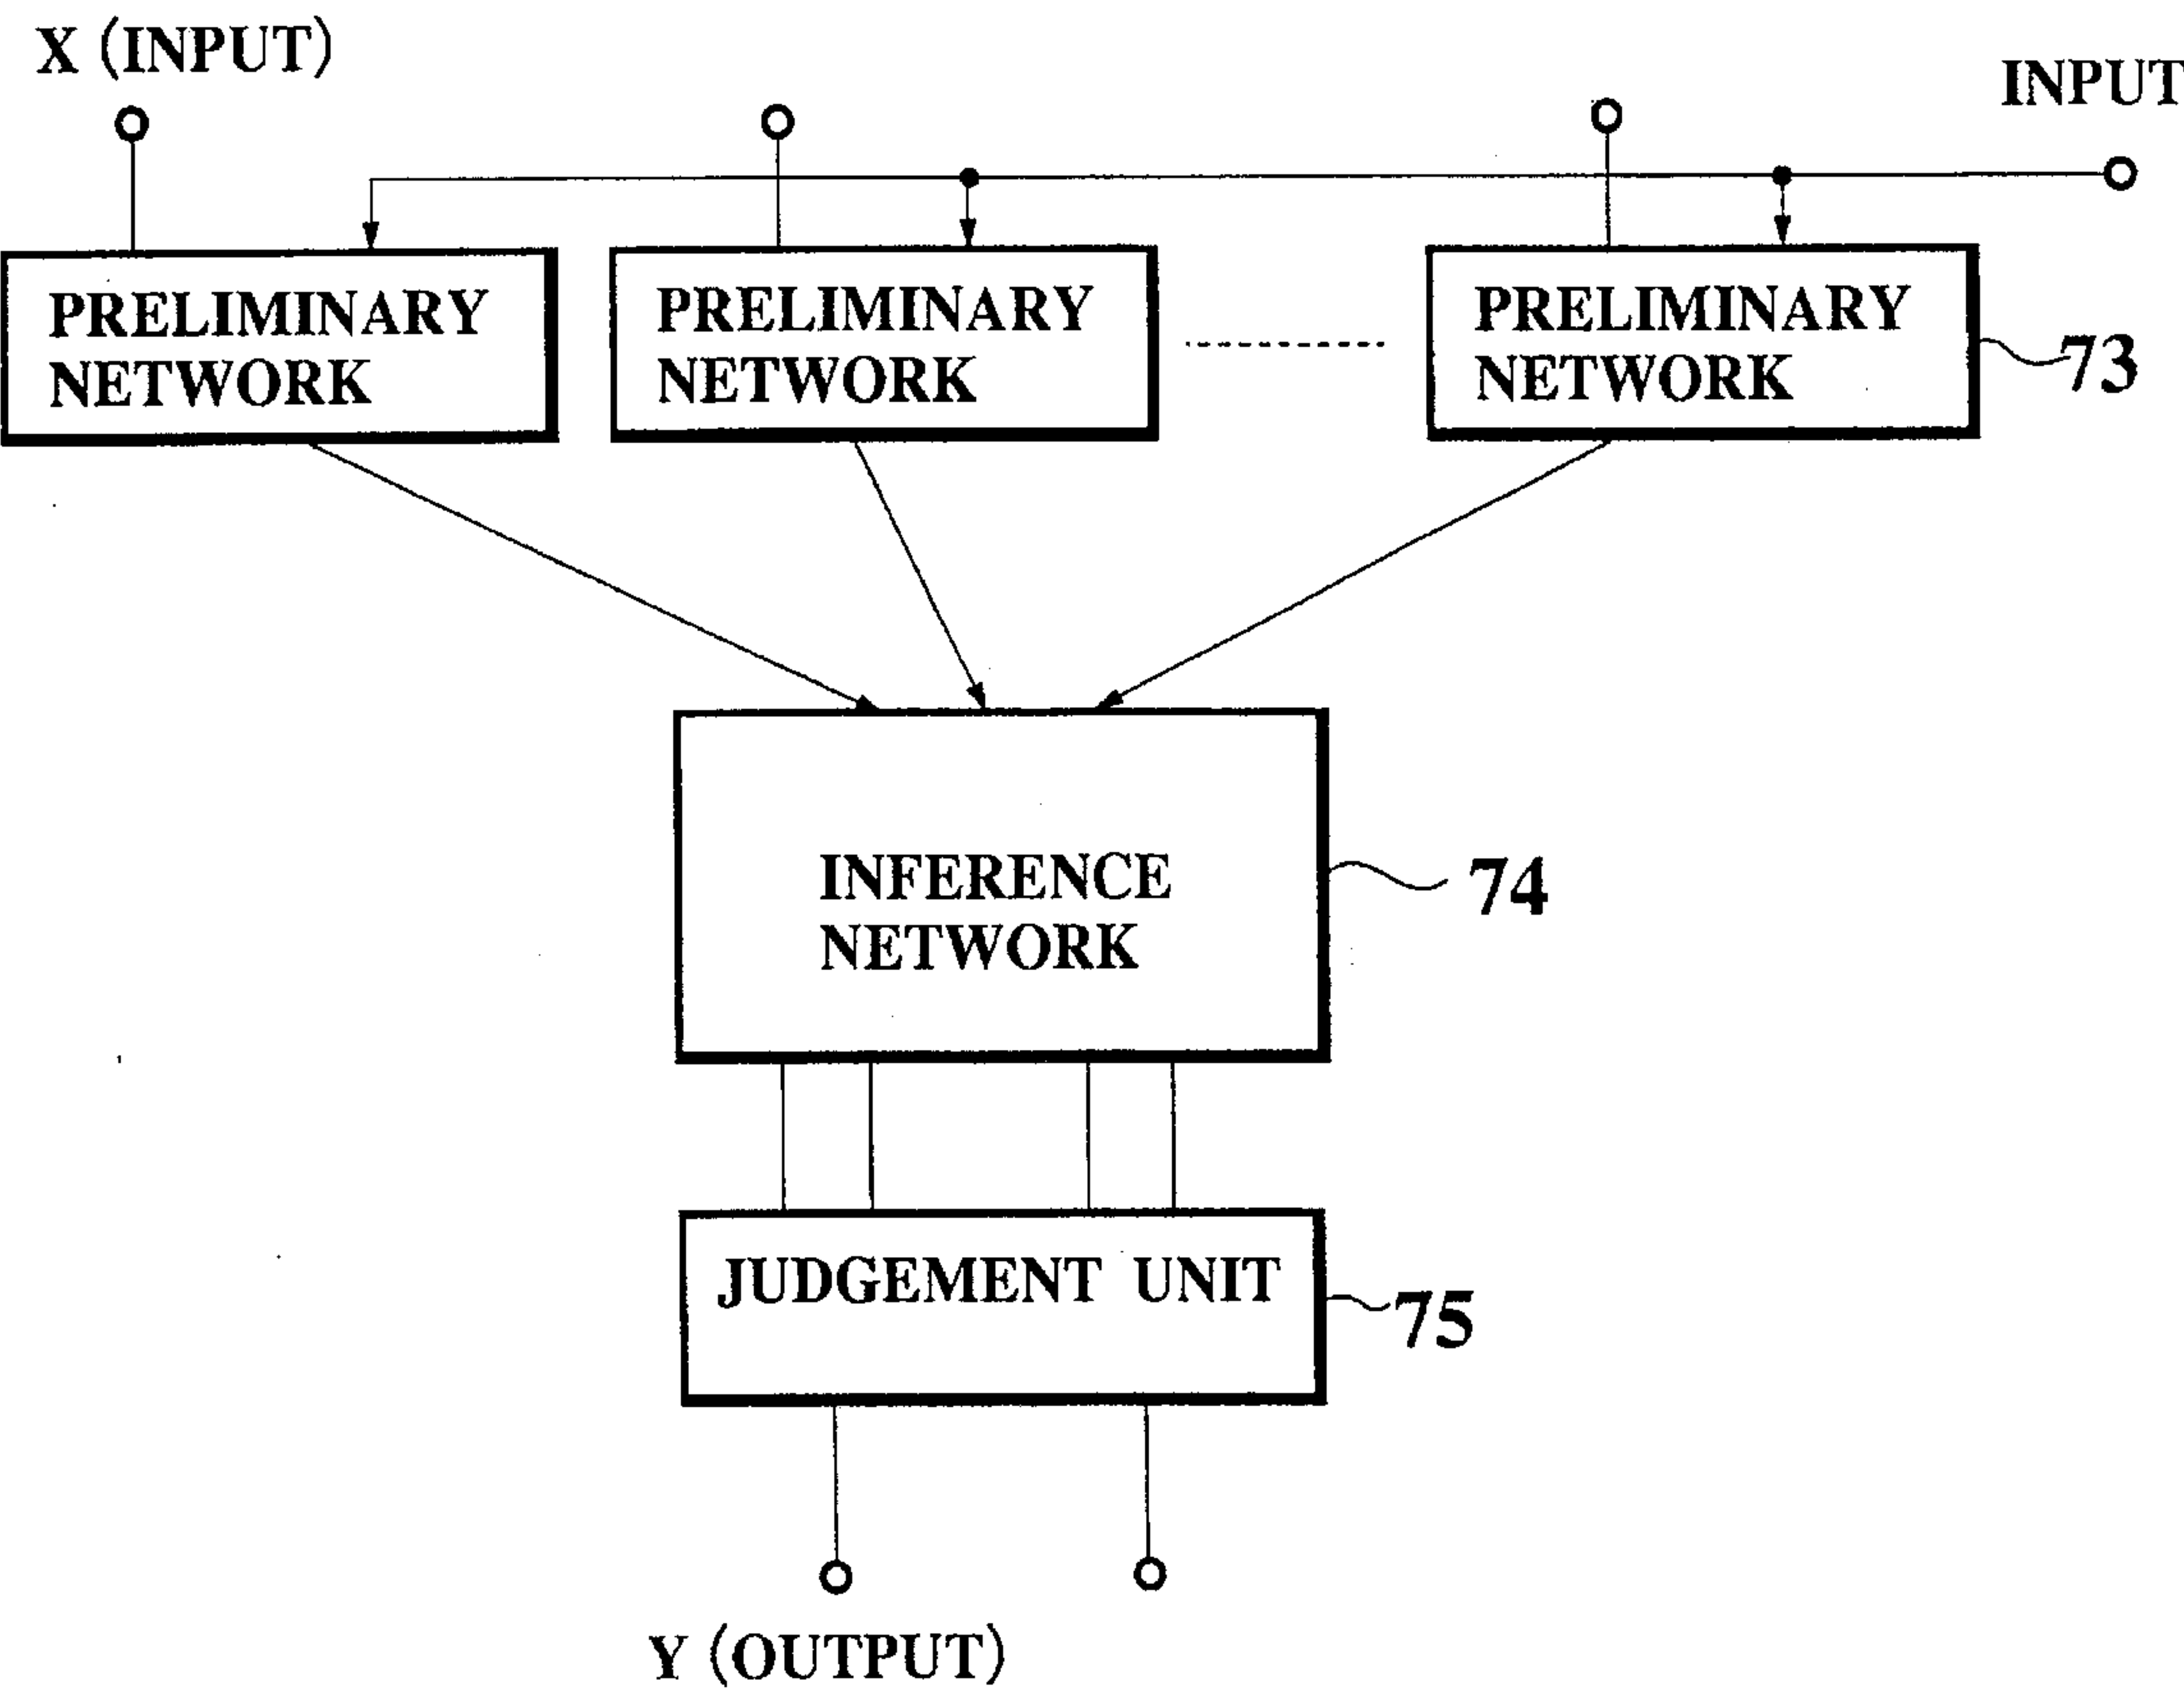 X (INPUT)
INPUT
PRELIMINARY
NETWORK
PRELIMINARY
NETWORK
PRELIMINARY
NETWORK
73
INFERENCE
NETWORK
74
JUDGEMENT UNIT
75
Y (OUTPUT)